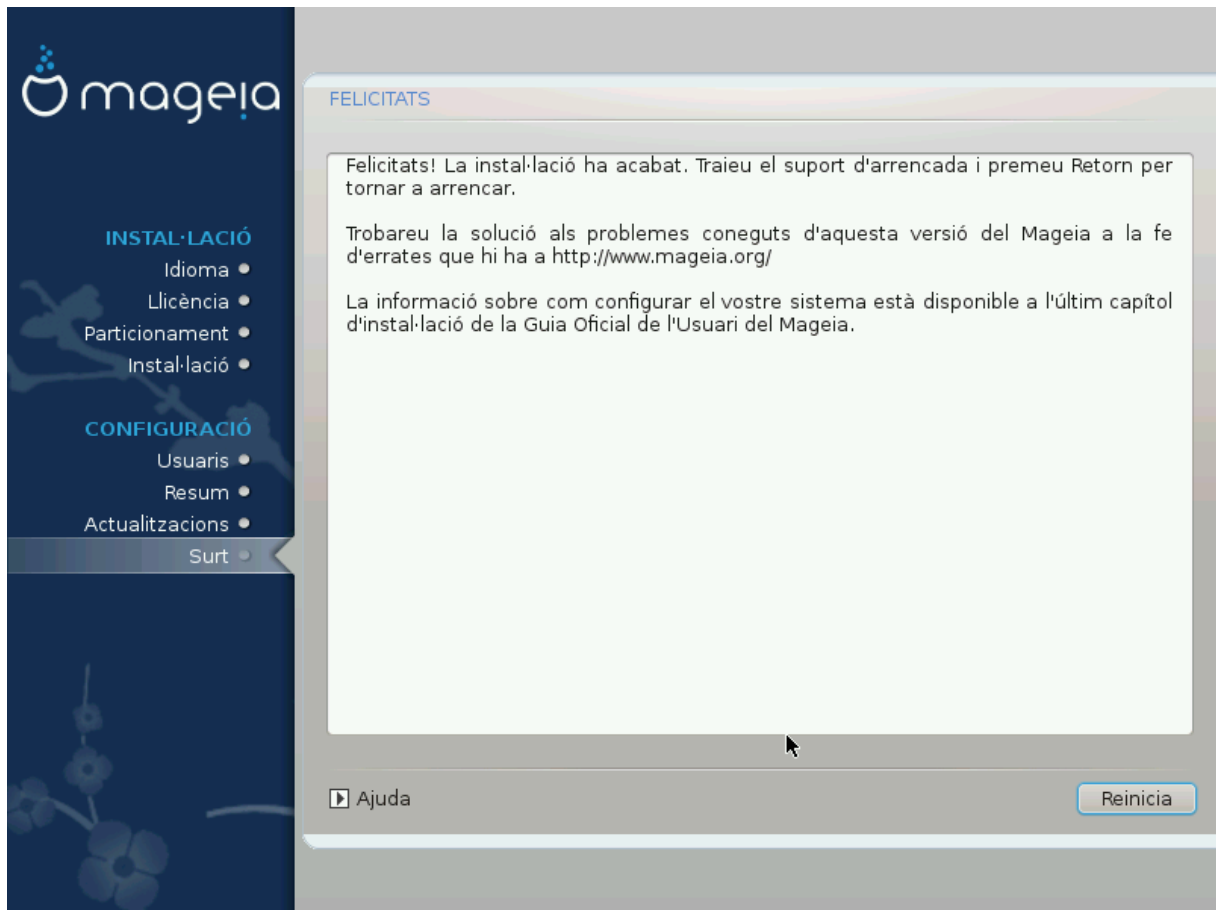 mageia
INSTAL·LACIÓ
Idioma
Llicència
Particionament
Instal·lació
CONFIGURACIÓ
Usuaris
Resum
Actualitzacions
Surt
FELICITATS
Felicitats! La instal·lació ha acabat. Traieu el suport d'arrencada i premeu Retorn per
tornar a arrencar.
Trobareu la solució als problemes coneguts d'aquesta versió del Mageia a la fe
d'errates que hi ha a http://www.mageia.org/
La informació sobre com configurar el vostre sistema està disponible a l'últim capítol
d'instal·lació de la Guia Oficial de l'Usuari del Mageia.
Ajuda
Reinicia